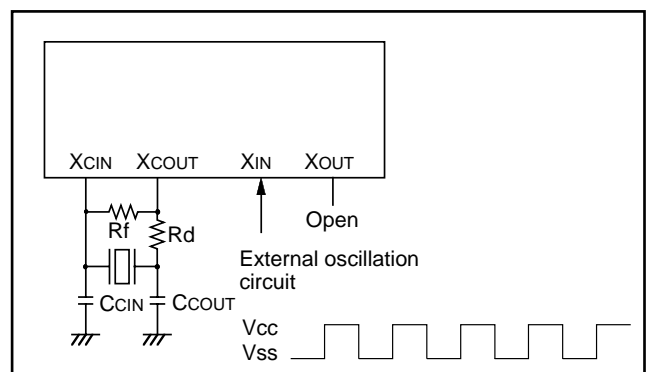 XCIN XCOUT XIN XOUT
Rf
Rd
Open
External oscillation
circuit
CCIN
CCOUT
Vcc
Vss